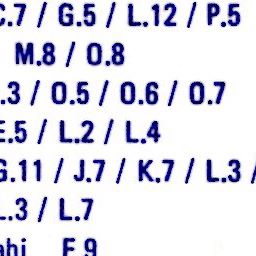 C.7 / G.5 / L.12 / P.5
M.8 / O.8
.3 / O.5 / O.6 / O.7
E.5 / L.2 / L.4
G.11 / J.7 / K.7 / L.3 /
L.3 / L.7
ahi F.9